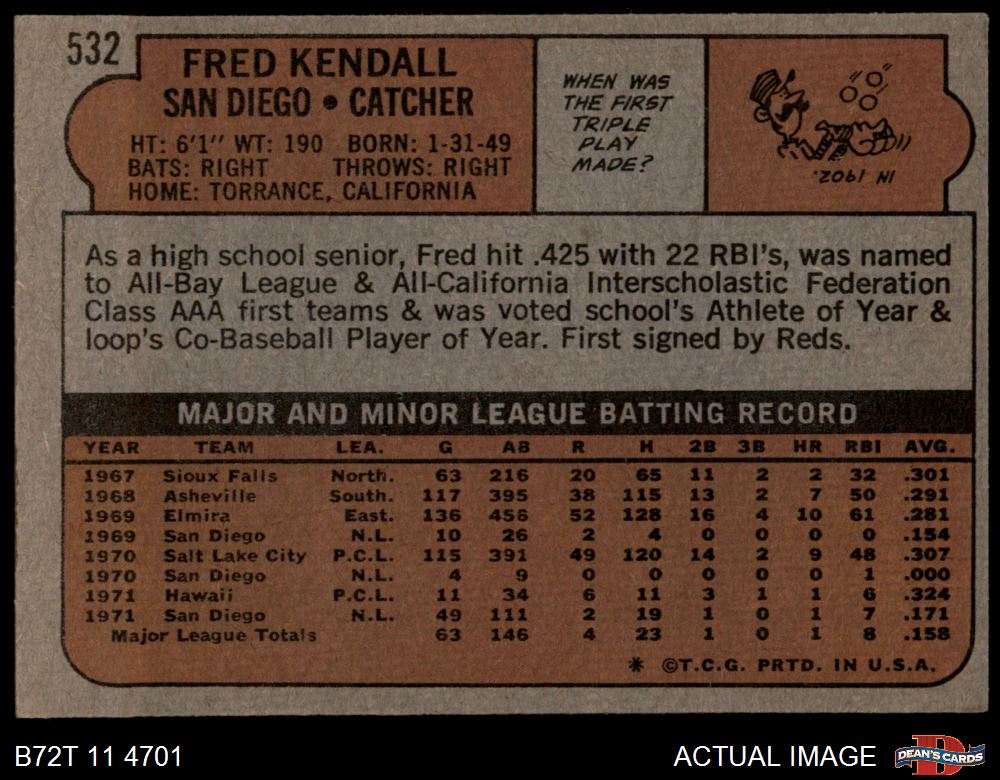 532
FRED KENDALL
SAN DIEGO • CATCHER
HT: 6'1" WT: 190 BORN: 1-31-49
BATS: RIGHT THROWS: RIGHT
HOME: TORRANCE, CALIFORNIA
WHEN WAS
THE FIRST
TRIPLE
PLAY
MADE?
IN 1902.
As a high school senior, Fred hit .425 with 22 RBI's, was named
to All-Bay League & All-California Interscholastic Federation
Class AAA first teams & was voted school's Athlete of Year &
loop's Co-Baseball Player of Year. First signed by Reds.
MAJOR AND MINOR LEAGUE BATTING RECORD
YEAR TEAM LEA. G AB R H 2B 3B HR RBI AVG.
1967 Sioux Falls North. 63 216 20 65 11 2 2 32 .301
1968 Asheville South. 117 395 38 115 13 2 7 50 .291
1969 Elmira East. 136 456 52 128 16 4 10 61 .281
1969 San Diego N.L. 10 26 2 4 0 0 0 0 .154
1970 Salt Lake City P.C.L. 115 391 49 120 14 2 9 48 .307
1970 San Diego N.L. 4 9 0 0 0 0 0 1 .000
1971 Hawaii P.C.L. 11 34 6 11 3 1 1 6 .324
1971 San Diego N.L. 49 111 2 19 1 0 1 7 .171
Major League Totals 63 146 4 23 1 0 1 8 .158
* ©T.C.G. PRTD. IN U.S.A.
B72T 11 4701
ACTUAL IMAGE
DEAN'S CARDS